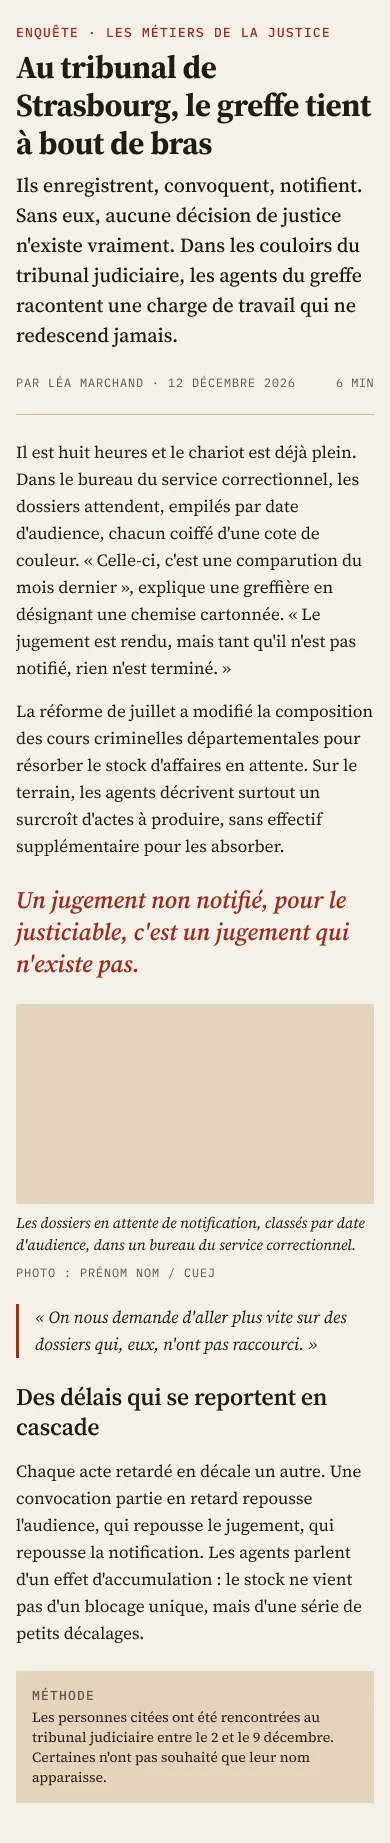 ENQUÊTE · LES MÉTIERS DE LA JUSTICE
Au tribunal de
Strasbourg, le greffe tient
à bout de bras
Ils enregistrent, convoquent, notifient.
Sans eux, aucune décision de justice
n'existe vraiment. Dans les couloirs du
tribunal judiciaire, les agents du greffe
racontent une charge de travail qui ne
redescend jamais.
PAR LÉA MARCHAND · 12 DÉCEMBRE 2026 6 MIN
Il est huit heures et le chariot est déjà plein.
Dans le bureau du service correctionnel, les
dossiers attendent, empilés par date
d'audience, chacun coiffé d'une cote de
couleur. « Celle-ci, c'est une comparution du
mois dernier », explique une greffière en
désignant une chemise cartonnée. « Le
jugement est rendu, mais tant qu'il n'est pas
notifié, rien n'est terminé. »
La réforme de juillet a modifié la composition
des cours criminelles départementales pour
résorber le stock d'affaires en attente. Sur le
terrain, les agents décrivent surtout un
surcroît d'actes à produire, sans effectif
supplémentaire pour les absorber.
Un jugement non notifié, pour le
justiciable, c'est un jugement qui
n'existe pas.
Les dossiers en attente de notification, classés par date
d'audience, dans un bureau du service correctionnel.
PHOTO : PRÉNOM NOM / CUEJ
« On nous demande d'aller plus vite sur des
dossiers qui, eux, n'ont pas raccourci. »
Des délais qui se reportent en
cascade
Chaque acte retardé en décale un autre. Une
convocation partie en retard repousse
l'audience, qui repousse le jugement, qui
repousse la notification. Les agents parlent
d'un effet d'accumulation : le stock ne vient
pas d'un blocage unique, mais d'une série de
petits décalages.
MÉTHODE
Les personnes citées ont été rencontrées au
tribunal judiciaire entre le 2 et le 9 décembre.
Certaines n'ont pas souhaité que leur nom
apparaisse.